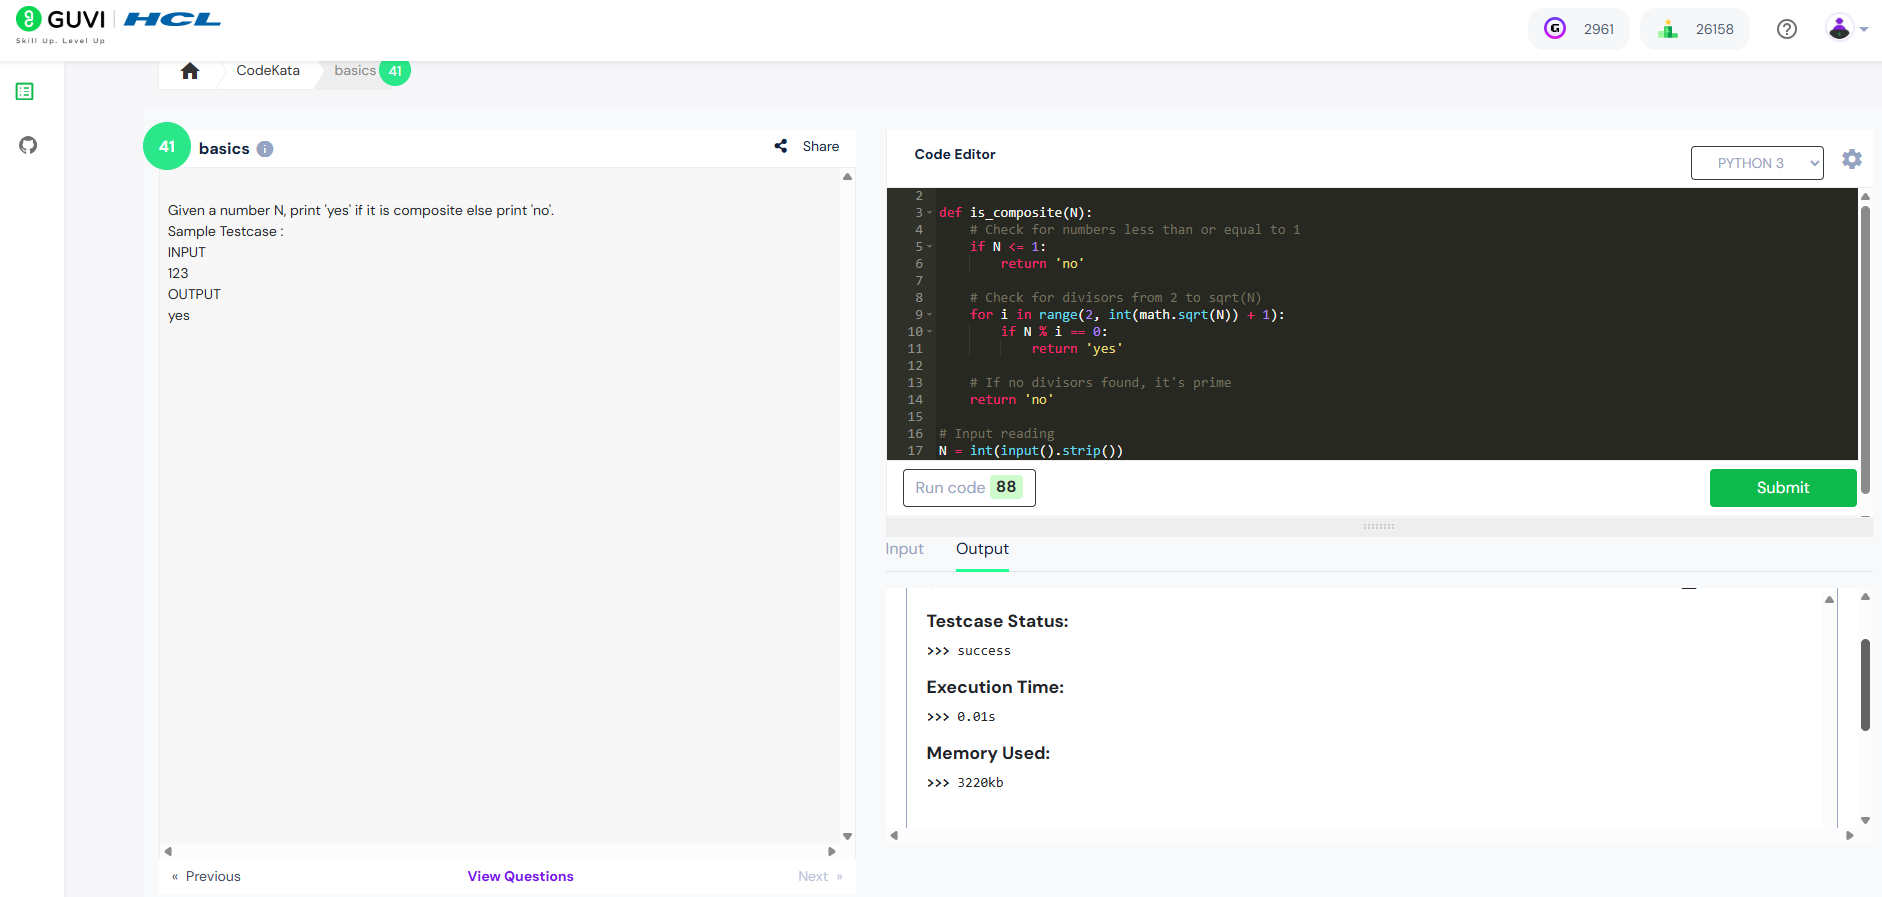 GUVI | HCL
Skill Up. Level Up
2961
26158
CodeKata
basics 41
41 basics
Share
Given a number N, print 'yes' if it is composite else print 'no'.
Sample Testcase :
INPUT
123
OUTPUT
yes
« Previous
View Questions
Next »
Code Editor
PYTHON 3
2
3 def is_composite(N):
4 # Check for numbers less than or equal to 1
5 if N <= 1:
6 return 'no'
7
8 # Check for divisors from 2 to sqrt(N)
9 for i in range(2, int(math.sqrt(N)) + 1):
10 if N % i == 0:
11 return 'yes'
12
13 # If no divisors found, it's prime
14 return 'no'
15
16 # Input reading
17 N = int(input().strip())
Run code 88
Submit
Input
Output
Testcase Status:
>>> success
Execution Time:
>>> 0.01s
Memory Used:
>>> 3220kb